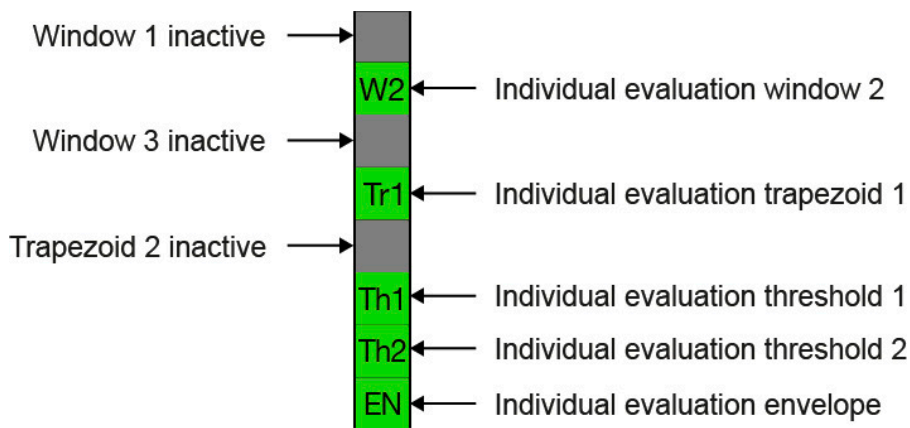 Window 1 inactive
W2 Individual evaluation window 2
Window 3 inactive
Tr1 Individual evaluation trapezoid 1
Trapezoid 2 inactive
Th1 Individual evaluation threshold 1
Th2 Individual evaluation threshold 2
EN Individual evaluation envelope